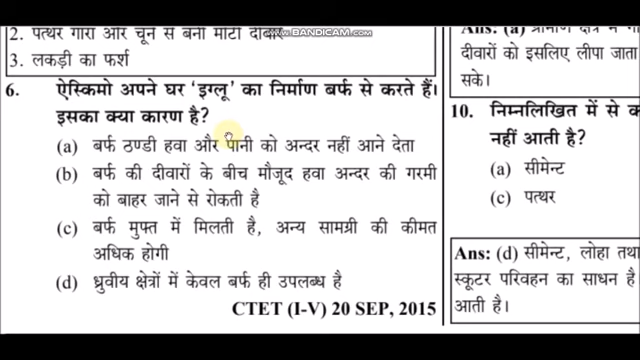 2. पत्थर गारा और चूने से बनी मोटी दीवारें
WWW.BANDICAM.COM
3. लकड़ी का फर्श
6. ऐस्किमो अपने घर ‘इग्लू’ का निर्माण बर्फ से करते हैं।
इसका क्या कारण है?
(a) बर्फ ठण्डी हवा और पानी को अन्दर नहीं आने देता
(b) बर्फ की दीवारों के बीच मौजूद हवा अन्दर की गरमी
को बाहर जाने से रोकती है
(c) बर्फ मुफ्त में मिलती है, अन्य सामग्री की कीमत
अधिक होगी
(d) ध्रुवीय क्षेत्रों में केवल बर्फ ही उपलब्ध है
CTET (I-V) 20 SEP, 2015
Ans: (a) ग्रामीण क्षेत्र में
दीवारों को इसलिए लीपा जाता
सके।
10. निम्नलिखित में से
नहीं आती है?
(a) सीमेन्ट
(c) पत्थर
Ans: (d) सीमेन्ट, लोहा तथा
स्कूटर परिवहन का साधन है
आती है।